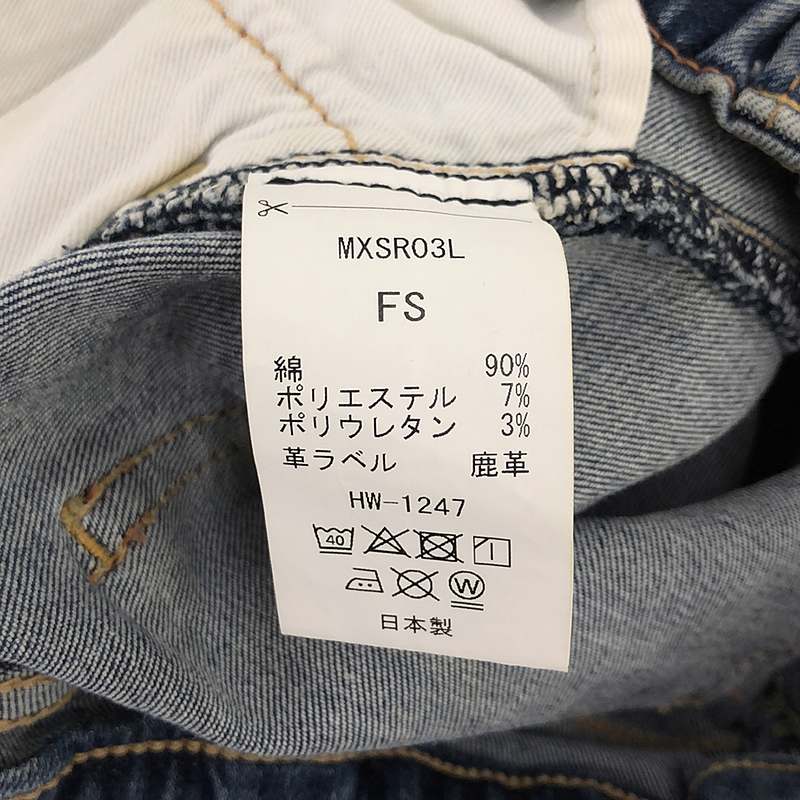 MXSR03L
FS
綿 90%
ポリエステル 7%
ポリウレタン 3%
革ラベル 鹿革
HW-1247
40
W
日本製